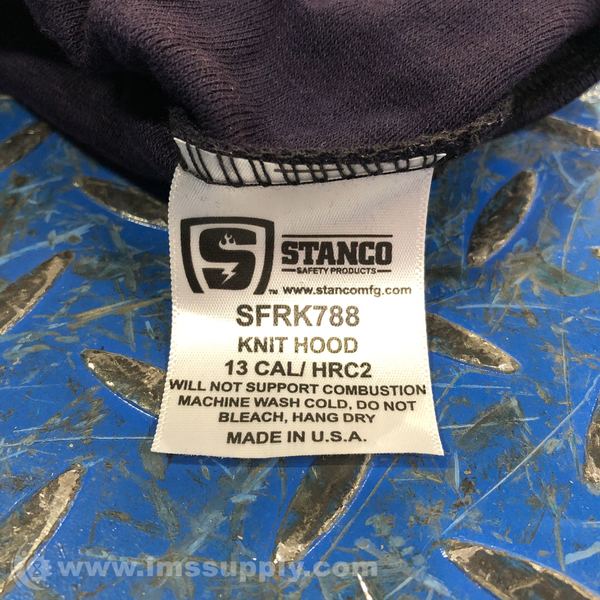 S
STANCO
SAFETY PRODUCTS
™ www.stancomfg.com
SFRK788
KNIT HOOD
13 CAL/ HRC2
WILL NOT SUPPORT COMBUSTION
MACHINE WASH COLD, DO NOT
BLEACH, HANG DRY
MADE IN U.S.A.
www.imssupply.com